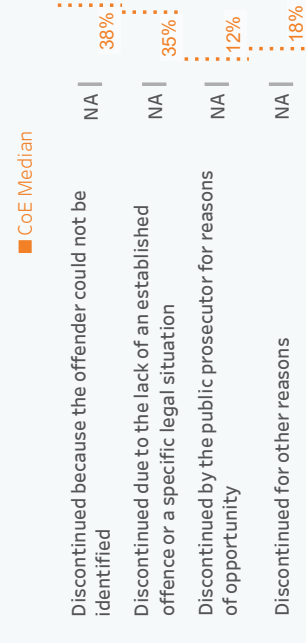 CoE Median
Discontinued because the offender could not be
identified
NA
38%
Discontinued due to the lack of an established
offence or a specific legal situation
NA
35%
Discontinued by the public prosecutor for reasons
of opportunity
NA
12%
Discontinued for other reasons
NA
18%